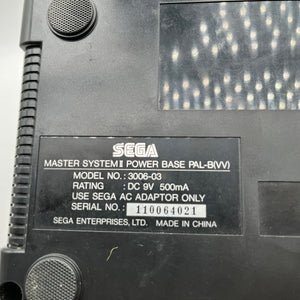 SEGA
MASTER SYSTEM II POWER BASE PAL-B(VV)
MODEL NO. : 3006-03
RATING : DC 9V 500mA
USE SEGA AC ADAPTOR ONLY
SERIAL NO. : 110064021
SEGA ENTERPRISES, LTD. MADE IN CHINA